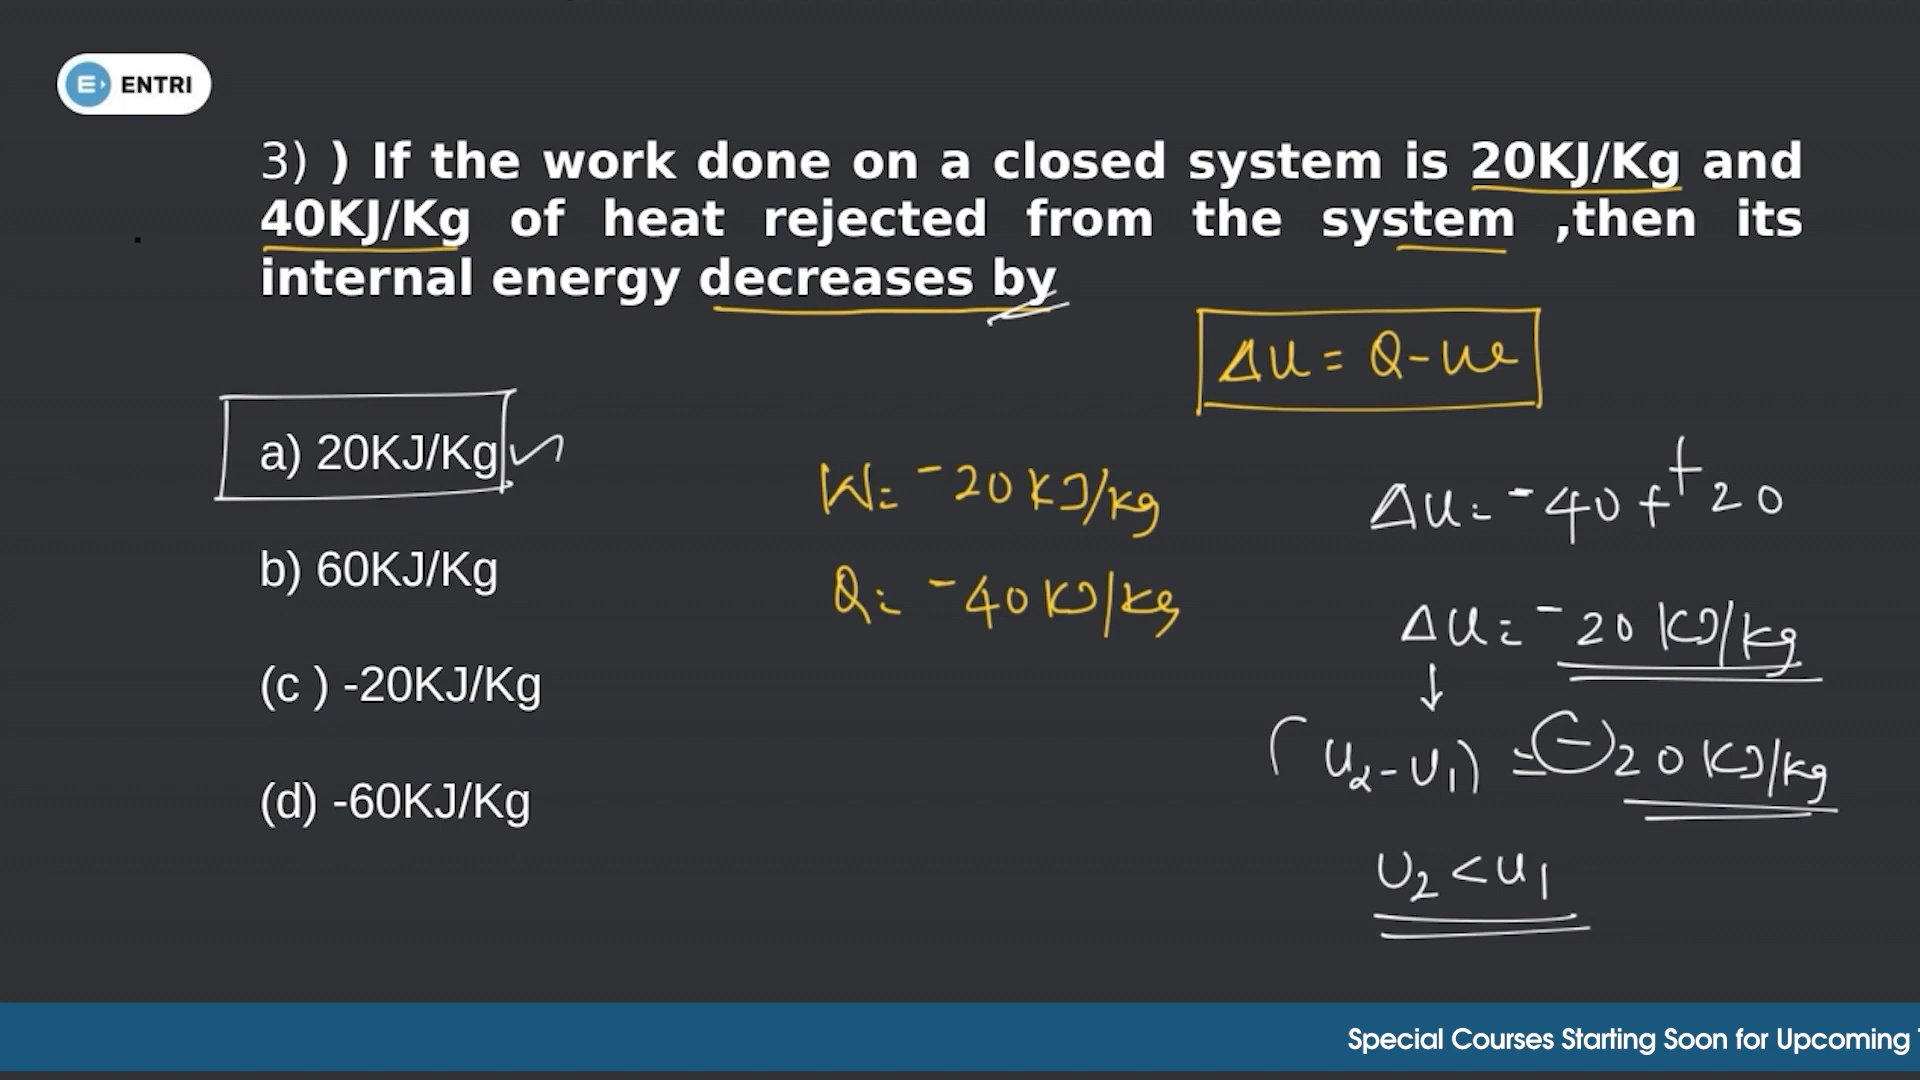 ENTRI
3) ) If the work done on a closed system is 20KJ/Kg and
40KJ/Kg of heat rejected from the system ,then its
internal energy decreases by
ΔU = Q - W
a) 20KJ/Kg
b) 60KJ/Kg
(c ) -20KJ/Kg
(d) -60KJ/Kg
W= -20 KJ/kg
Q= -40 KJ/kg
ΔU= -40 + +20
ΔU= -20 KJ/kg
(U2-U1) = -20 KJ/kg
U2 < U1
Special Courses Starting Soon for Upcoming